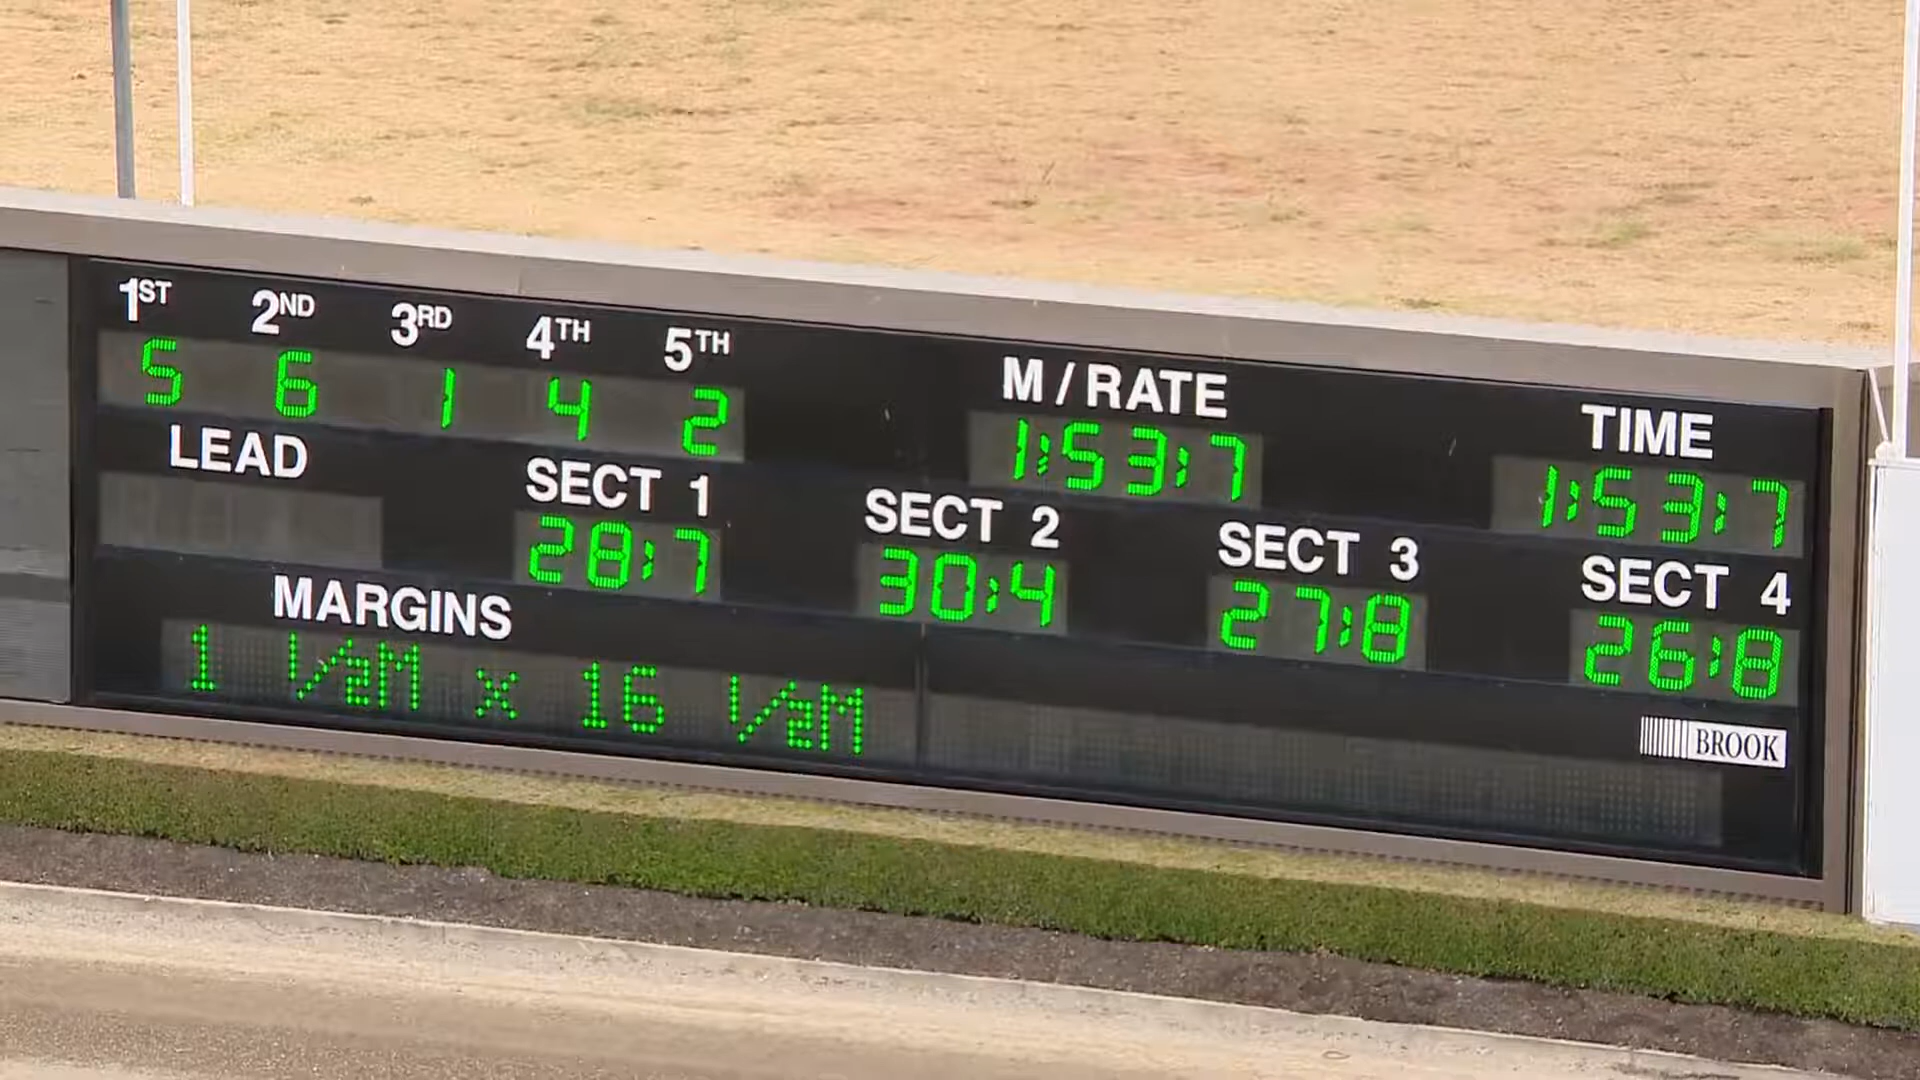 1ST 2ND 3RD 4TH 5TH
5 6 1 4 2
M/RATE TIME
1:53:7 1:53:7
LEAD SECT 1 SECT 2 SECT 3 SECT 4
28:7 30:4 27:8 26:8
MARGINS
1 1/2M x 16 1/2M
BROOK